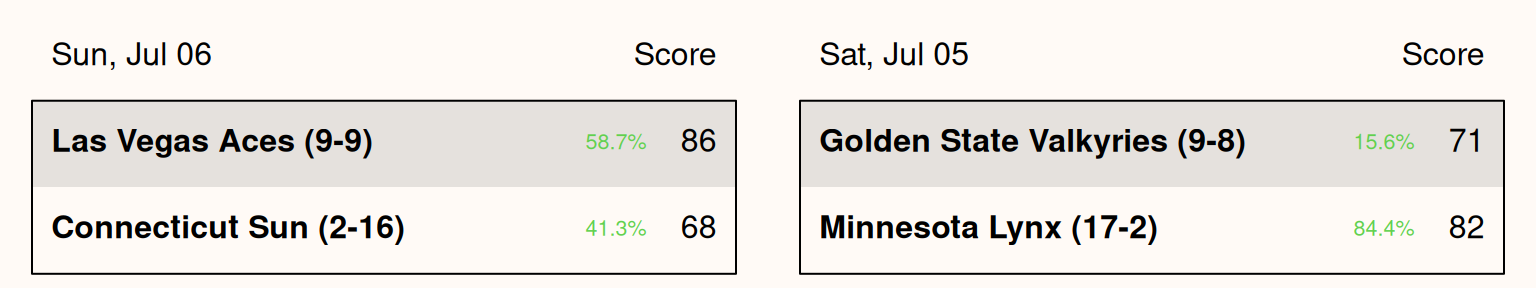 Sun, Jul 06 Score
Las Vegas Aces (9-9) 58.7% 86
Connecticut Sun (2-16) 41.3% 68
Sat, Jul 05 Score
Golden State Valkyries (9-8) 15.6% 71
Minnesota Lynx (17-2) 84.4% 82